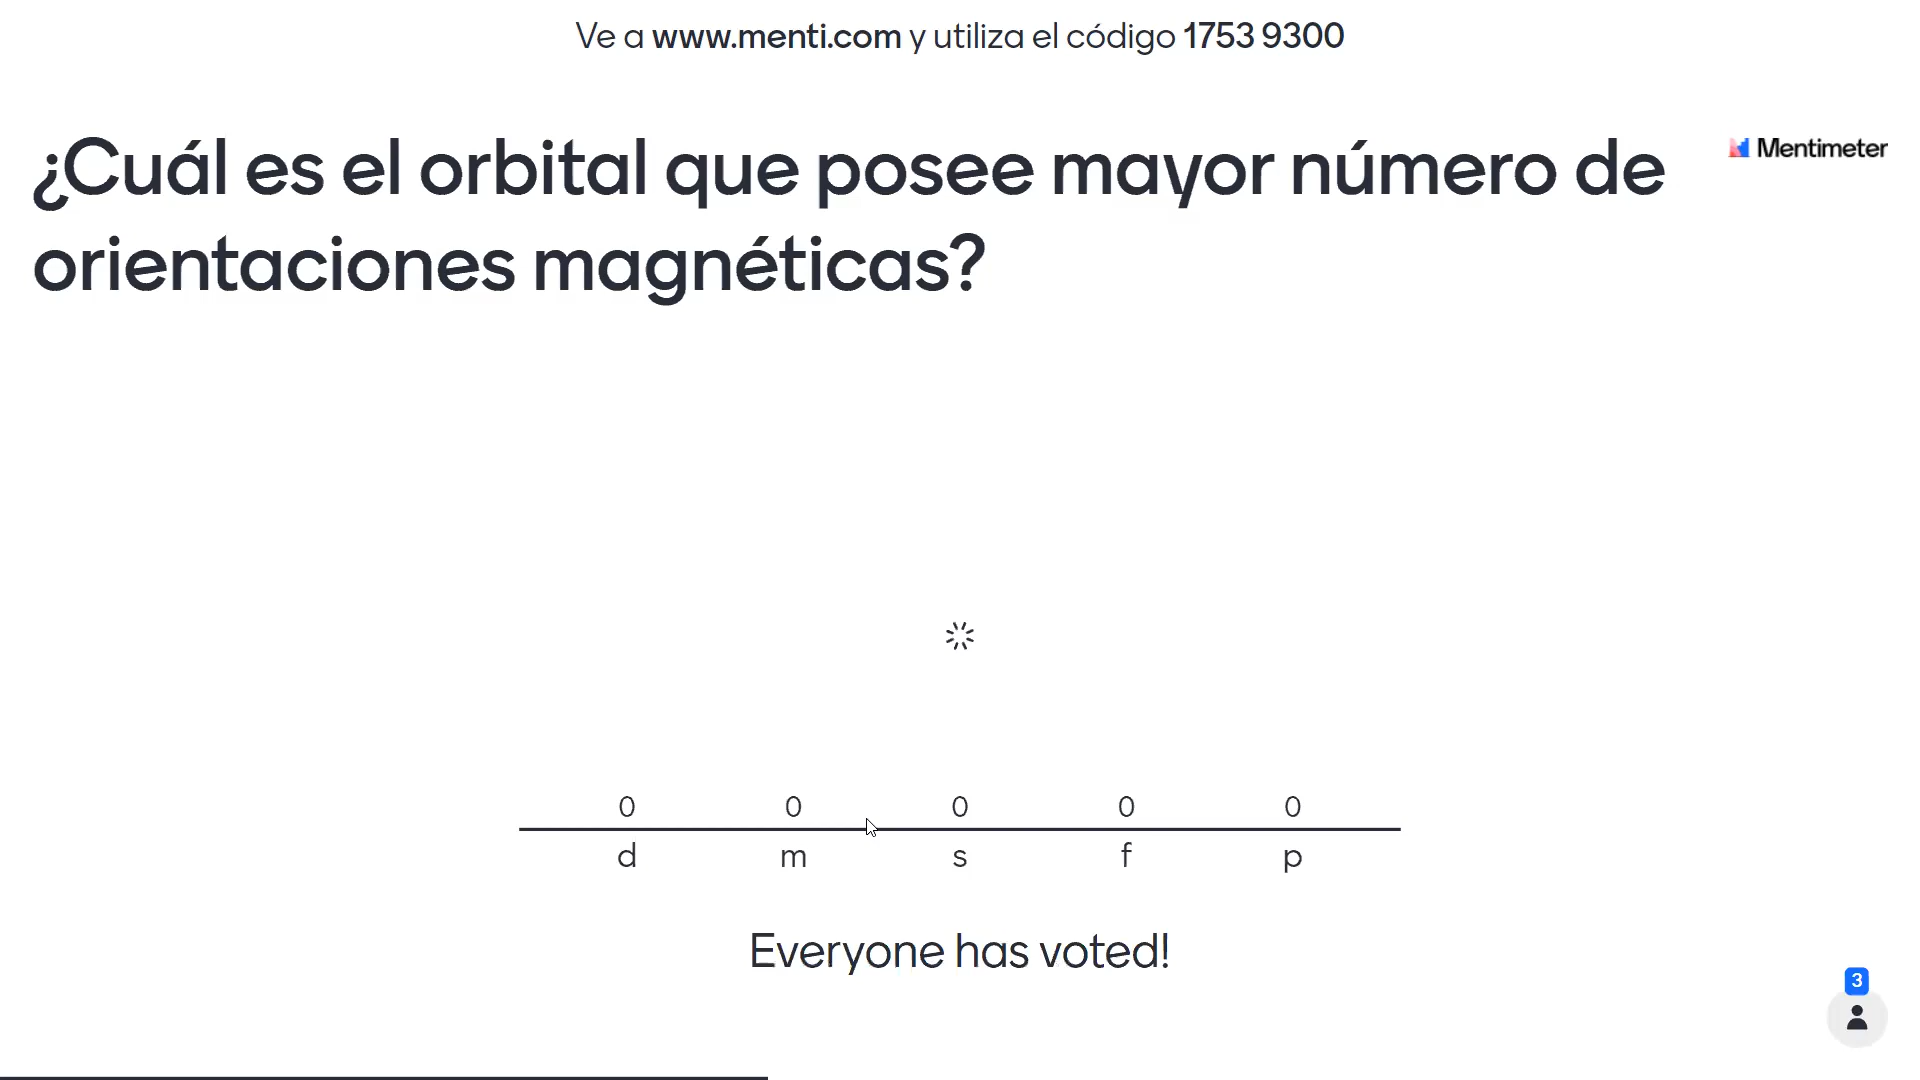 Ve a www.menti.com y utiliza el código 1753 9300
¿Cuál es el orbital que posee mayor número de
orientaciones magnéticas?
Mentimeter
0 0 0 0 0
d m s f p
Everyone has voted!
3